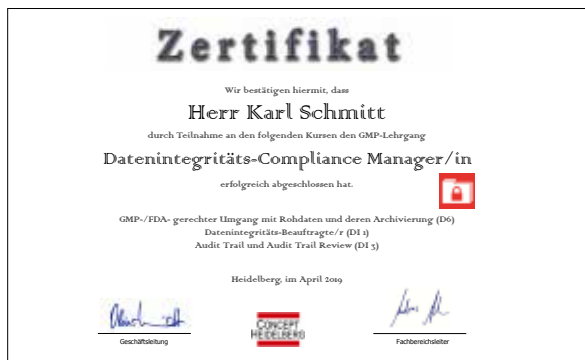 Zertifikat
Wir bestätigen hiermit, dass
Herr Karl Schmitt
durch Teilnahme an den folgenden Kursen den GMP-Lehrgang
Datenintegritäts-Compliance Manager/in
erfolgreich abgeschlossen hat.
GMP-/FDA- gerechter Umgang mit Rohdaten und deren Archivierung (D6)
Datenintegritäts-Beauftragte/r (DI 1)
Audit Trail und Audit Trail Review (DI 3)
Heidelberg, im April 2019
CONCEPT
HEIDELBERG
Geschäftsleitung
Fachbereichsleiter